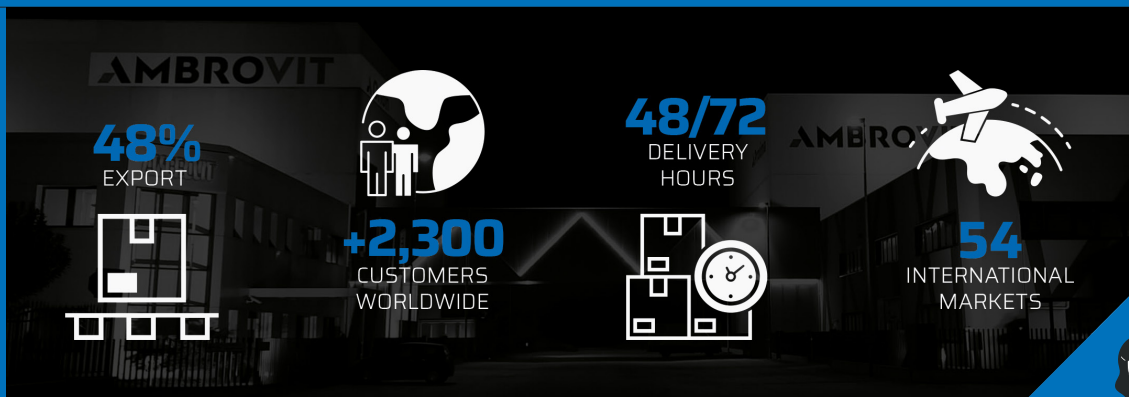 AMBROVIT
48%
EXPORT
+2,300
CUSTOMERS
WORLDWIDE
48/72
DELIVERY
HOURS
AMBROV
54
INTERNATIONAL
MARKETS